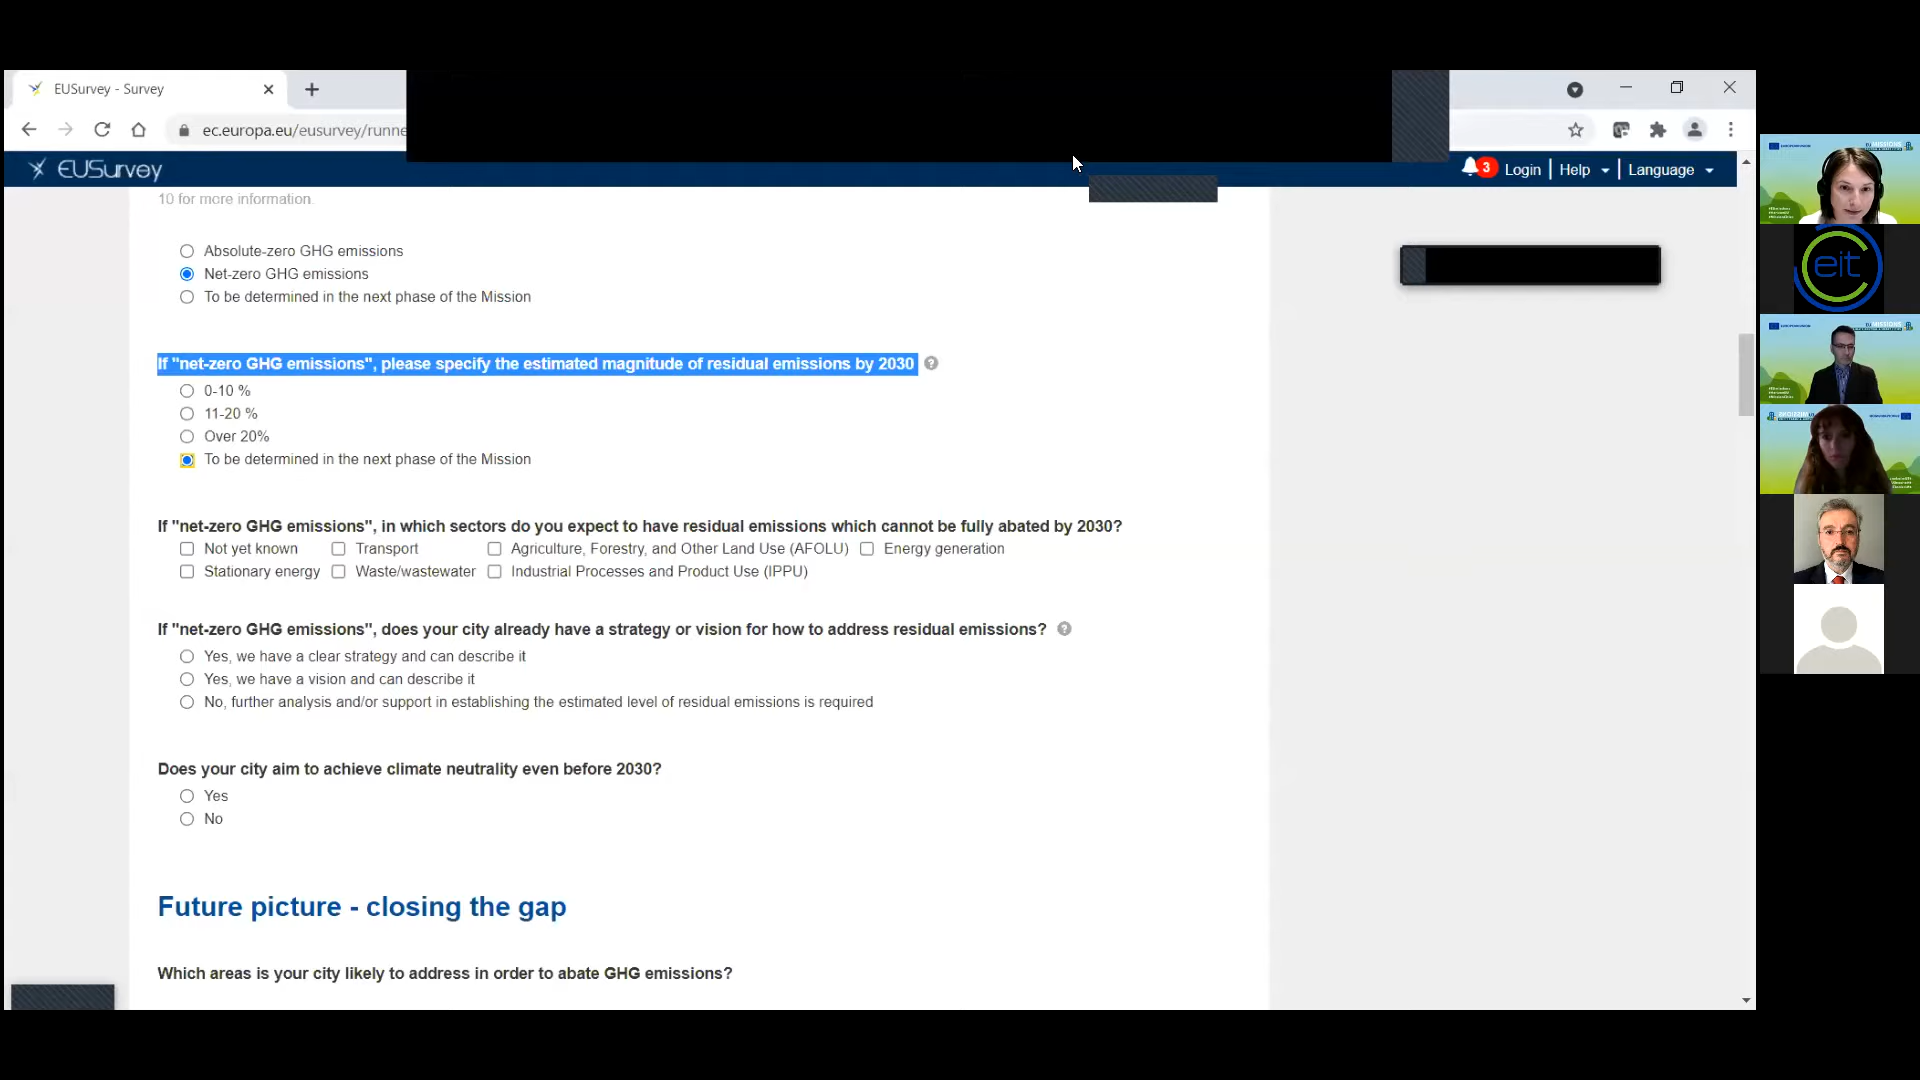 EUSurvey - Survey
ec.europa.eu/eusurvey/runne
EUSurvey
3 Login Help Language
10 for more information.
Absolute-zero GHG emissions
Net-zero GHG emissions
To be determined in the next phase of the Mission
If "net-zero GHG emissions", please specify the estimated magnitude of residual emissions by 2030
0-10 %
11-20 %
Over 20%
To be determined in the next phase of the Mission
If "net-zero GHG emissions", in which sectors do you expect to have residual emissions which cannot be fully abated by 2030?
Not yet known Transport Agriculture, Forestry, and Other Land Use (AFOLU) Energy generation
Stationary energy Waste/wastewater Industrial Processes and Product Use (IPPU)
If "net-zero GHG emissions", does your city already have a strategy or vision for how to address residual emissions?
Yes, we have a clear strategy and can describe it
Yes, we have a vision and can describe it
No, further analysis and/or support in establishing the estimated level of residual emissions is required
Does your city aim to achieve climate neutrality even before 2030?
Yes
No
Future picture - closing the gap
Which areas is your city likely to address in order to abate GHG emissions?
eit